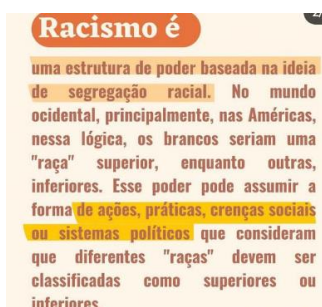 Racismo é
uma estrutura de poder baseada na ideia
de segregação racial. No mundo
ocidental, principalmente, nas Américas,
nessa lógica, os brancos seriam uma
"raça" superior, enquanto outras,
inferiores. Esse poder pode assumir a
forma de ações, práticas, crenças sociais
ou sistemas políticos que consideram
que diferentes "raças" devem ser
classificadas como superiores ou
inferiores